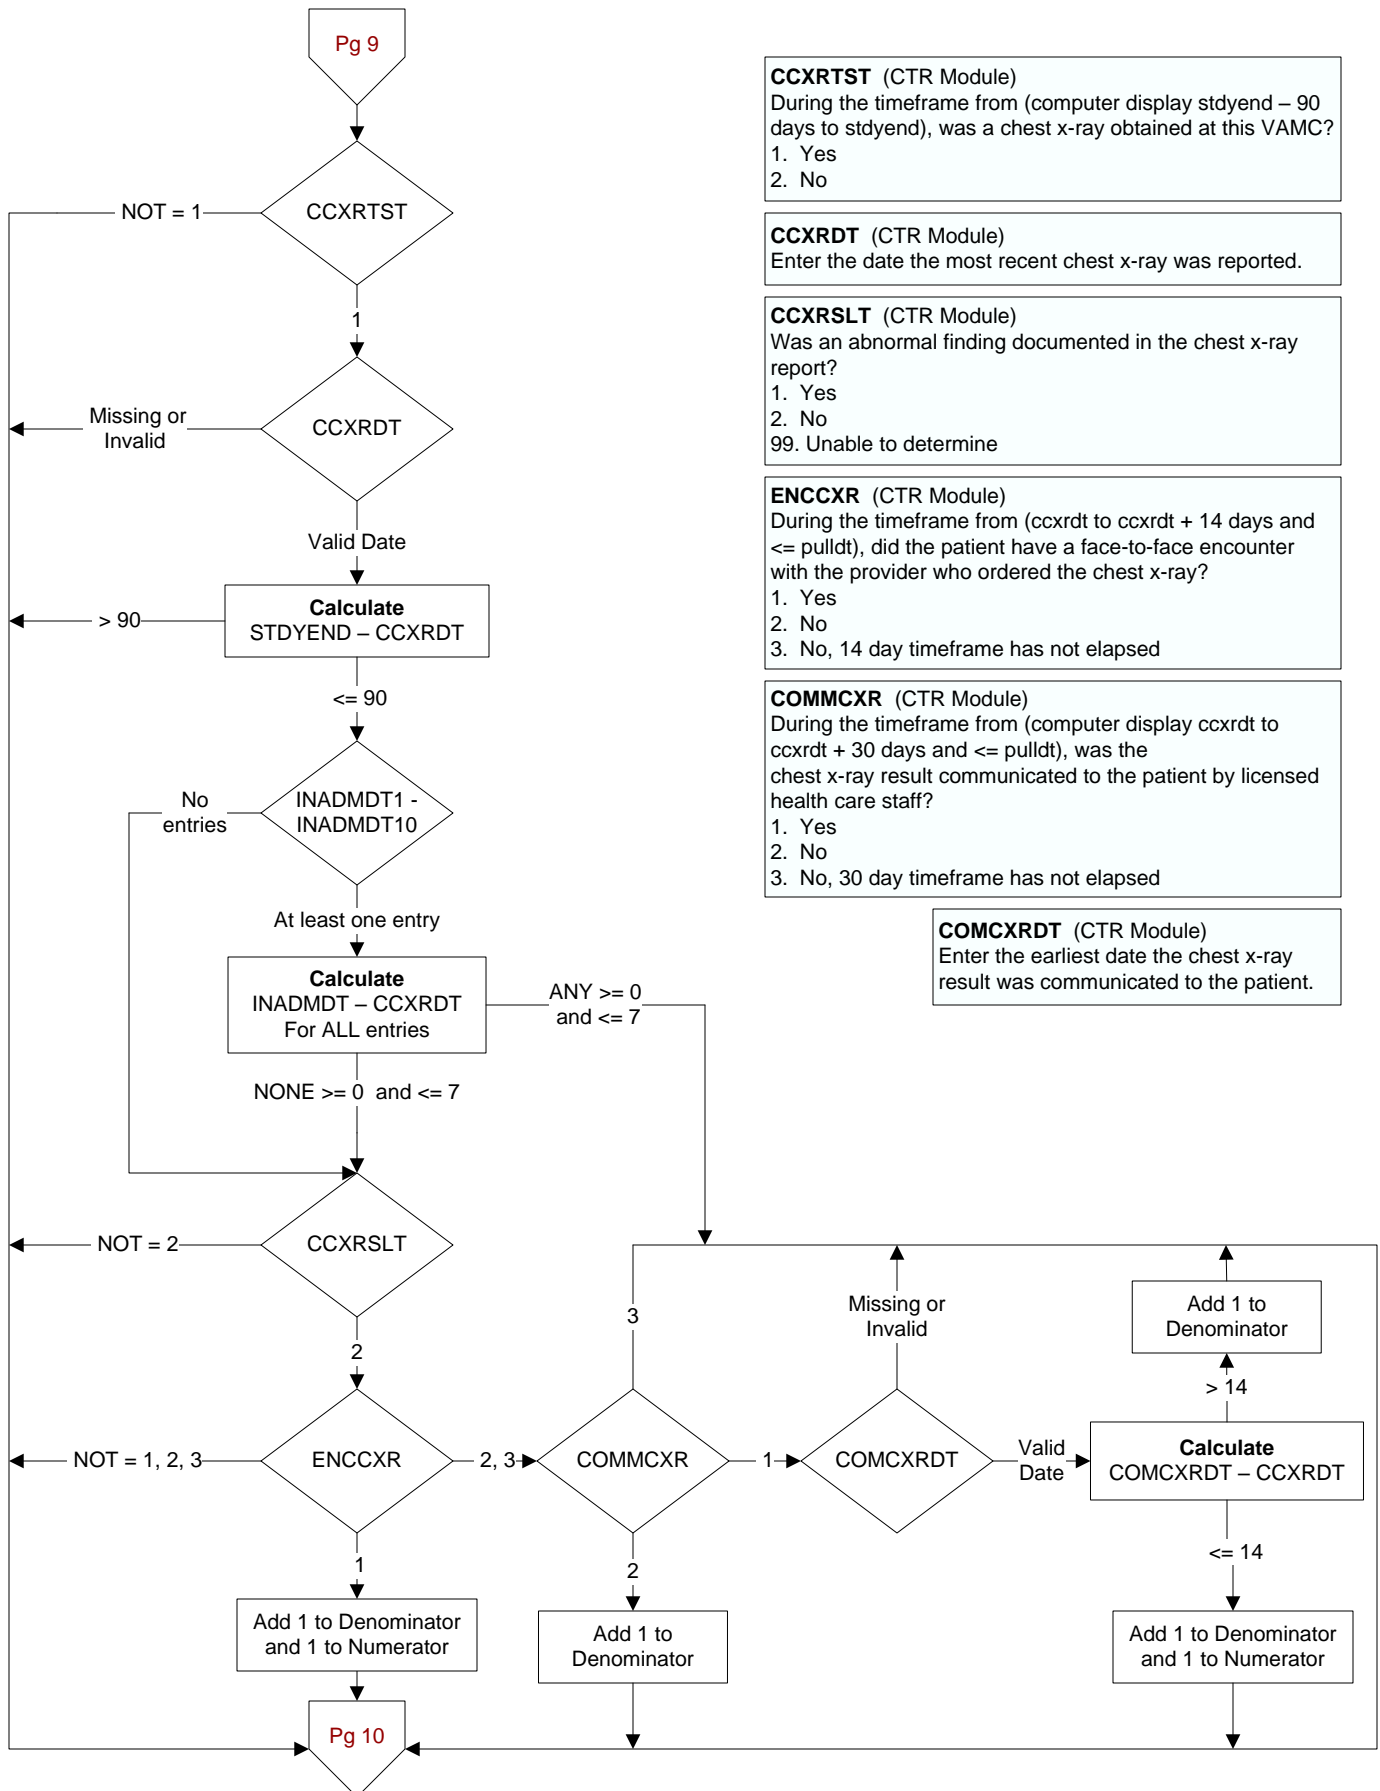 Pg 9
CCXRTST (CTR Module)
During the timeframe from (computer display stdyend – 90
days to stdyend), was a chest x-ray obtained at this VAMC?
1. Yes
2. No
NOT = 1
CCXRTST
CCXRDT (CTR Module)
Enter the date the most recent chest x-ray was reported.
1
CCXRSLT (CTR Module)
Was an abnormal finding documented in the chest x-ray
report?
1. Yes
2. No
99. Unable to determine
Missing or
Invalid
CCXRDT
ENCCXR (CTR Module)
During the timeframe from (ccxrdt to ccxrdt + 14 days and
<= pulldt), did the patient have a face-to-face encounter
with the provider who ordered the chest x-ray?
1. Yes
2. No
3. No, 14 day timeframe has not elapsed
Valid Date
> 90
Calculate
STDYEND – CCXRDT
<= 90
COMMCXR (CTR Module)
During the timeframe from (computer display ccxrdt to
ccxrdt + 30 days and <= pulldt), was the
chest x-ray result communicated to the patient by licensed
health care staff?
1. Yes
2. No
3. No, 30 day timeframe has not elapsed
No
entries
INADMDT1 -
INADMDT10
At least one entry
COMCXRDT (CTR Module)
Enter the earliest date the chest x-ray
result was communicated to the patient.
Calculate
INADMDT – CCXRDT
For ALL entries
ANY >= 0
and <= 7
NONE >= 0 and <= 7
NOT = 2
CCXRSLT
2
3
Missing or
Invalid
Add 1 to
Denominator
> 14
NOT = 1, 2, 3
ENCCXR
2, 3
COMMCXR
1
COMCXRDT
Valid
Date
Calculate
COMCXRDT – CCXRDT
1
2
<= 14
Add 1 to Denominator
and 1 to Numerator
Add 1 to
Denominator
Add 1 to Denominator
and 1 to Numerator
Pg 10